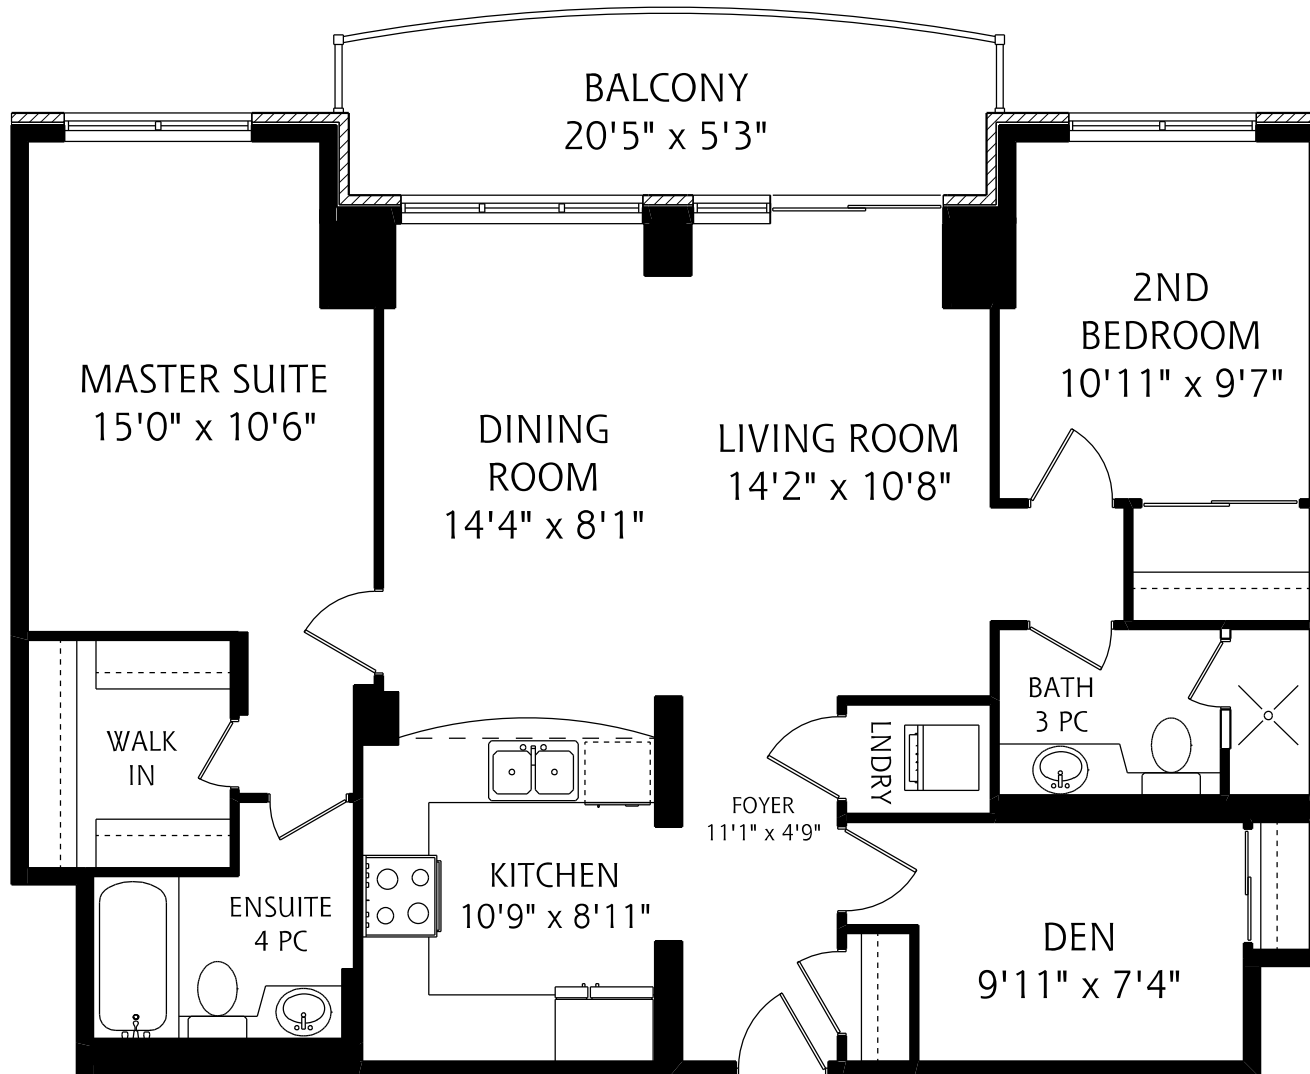 BALCONY
20'5" x 5'3"
2ND
BEDROOM
10'11" x 9'7"
MASTER SUITE
15'0" x 10'6"
DINING
ROOM
14'4" x 8'1"
LIVING ROOM
14'2" x 10'8"
WALK
IN
BATH
3 PC
LNDRY
FOYER
11'1" x 4'9"
KITCHEN
10'9" x 8'11"
ENSUITE
4 PC
DEN
9'11" x 7'4"